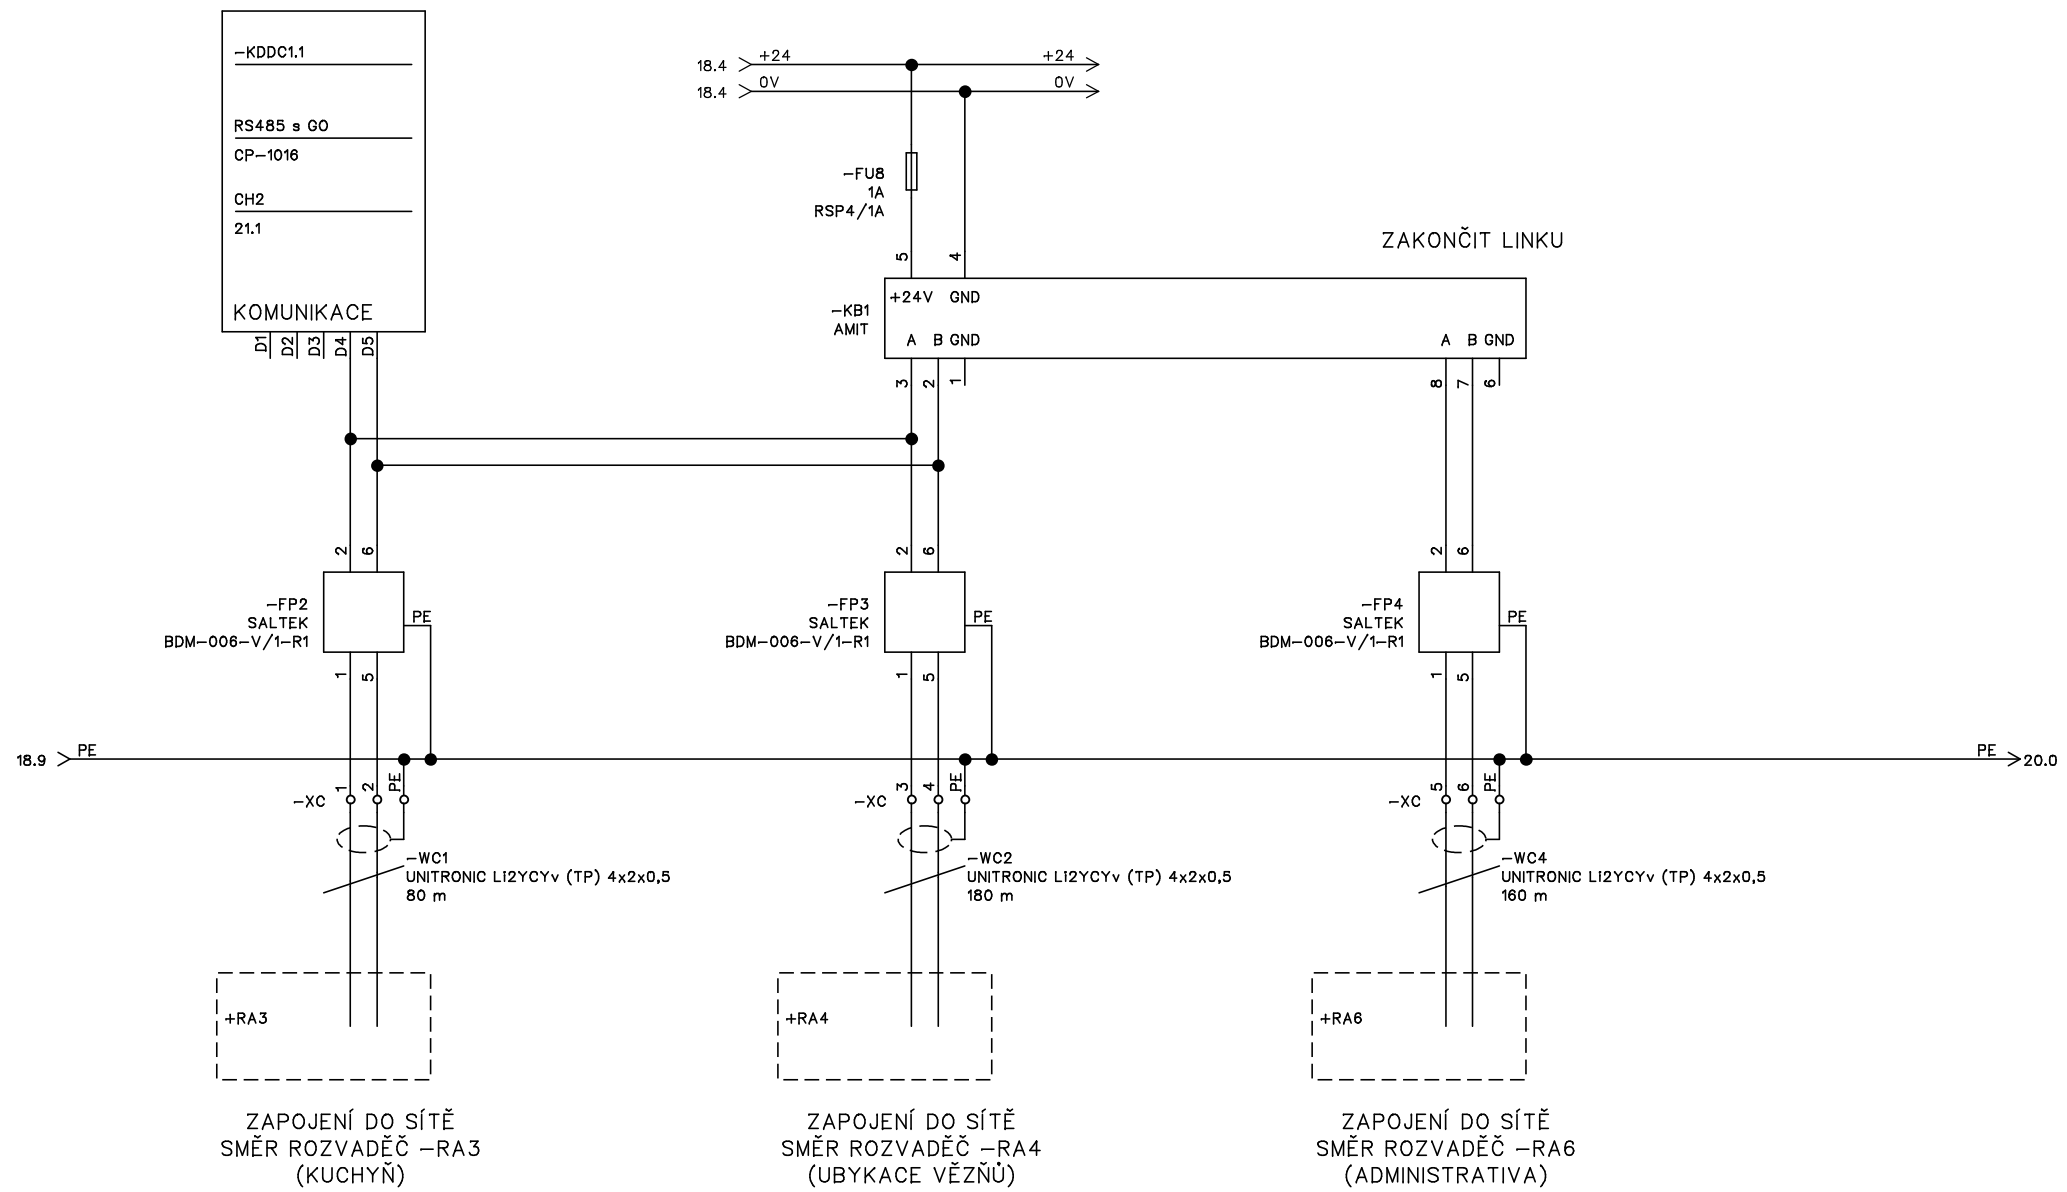 -KDDC1.1
RS485 s GO
CP-1016
CH2
21.1
KOMUNIKACE
D1 D2 D3 D4 D5
18.4 +24 +24
18.4 0V 0V
-FU8
1A
RSP4/1A
5 4
ZAKONČIT LINKU
+24V GND
-KB1
AMIT
A B GND A B GND
3 2 1 8 7 6
2 6 2 6 2 6
-FP2
SALTEK
BDM-006-V/1-R1
PE
1 5
-FP3
SALTEK
BDM-006-V/1-R1
PE
1 5
-FP4
SALTEK
BDM-006-V/1-R1
PE
1 5
18.9 PE PE 20.0
-XC 1 2 PE
-XC 3 4 PE
-XC 5 6 PE
-WC1
UNITRONIC Li2YCYv (TP) 4x2x0,5
80 m
-WC2
UNITRONIC Li2YCYv (TP) 4x2x0,5
180 m
-WC4
UNITRONIC Li2YCYv (TP) 4x2x0,5
160 m
+RA3
+RA4
+RA6
ZAPOJENÍ DO SÍTĚ
SMĚR ROZVADĚČ -RA3
(KUCHYŇ)
ZAPOJENÍ DO SÍTĚ
SMĚR ROZVADĚČ -RA4
(UBYKACE VĚZŇŮ)
ZAPOJENÍ DO SÍTĚ
SMĚR ROZVADĚČ -RA6
(ADMINISTRATIVA)